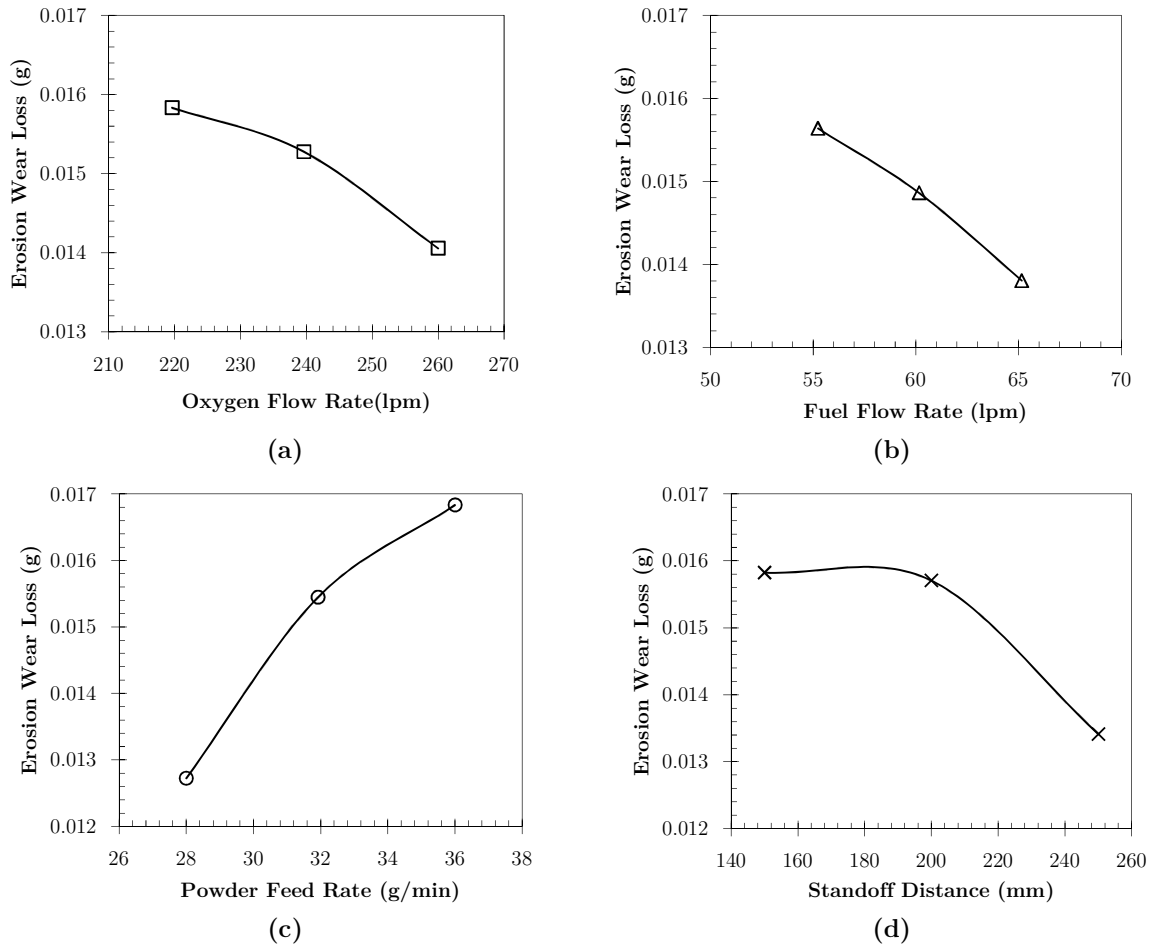 0.017
0.016
0.015
0.014
0.013
Erosion Wear Loss (g)
210 220 230 240 250 260 270
Oxygen Flow Rate(lpm)
(a)
0.017
0.016
0.015
0.014
0.013
Erosion Wear Loss (g)
50 55 60 65 70
Fuel Flow Rate (lpm)
(b)
0.017
0.016
0.015
0.014
0.013
0.012
Erosion Wear Loss (g)
26 28 30 32 34 36 38
Powder Feed Rate (g/min)
(c)
0.017
0.016
0.015
0.014
0.013
0.012
Erosion Wear Loss (g)
140 160 180 200 220 240 260
Standoff Distance (mm)
(d)